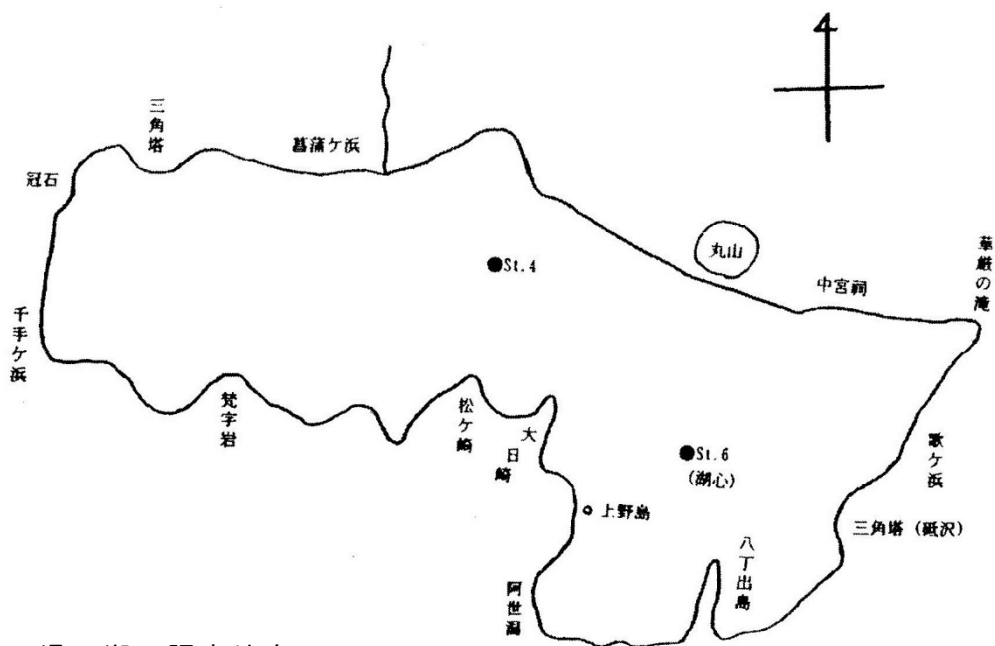 三角塔
菖蒲ケ浜
冠石
丸山
華厳の滝
St.4
中宮祠
千手ケ浜
梵字岩
松ケ崎
大日崎
St.6
(湖心)
歌ケ浜
上野島
三角塔(砥沢)
八丁出島
阿世潟